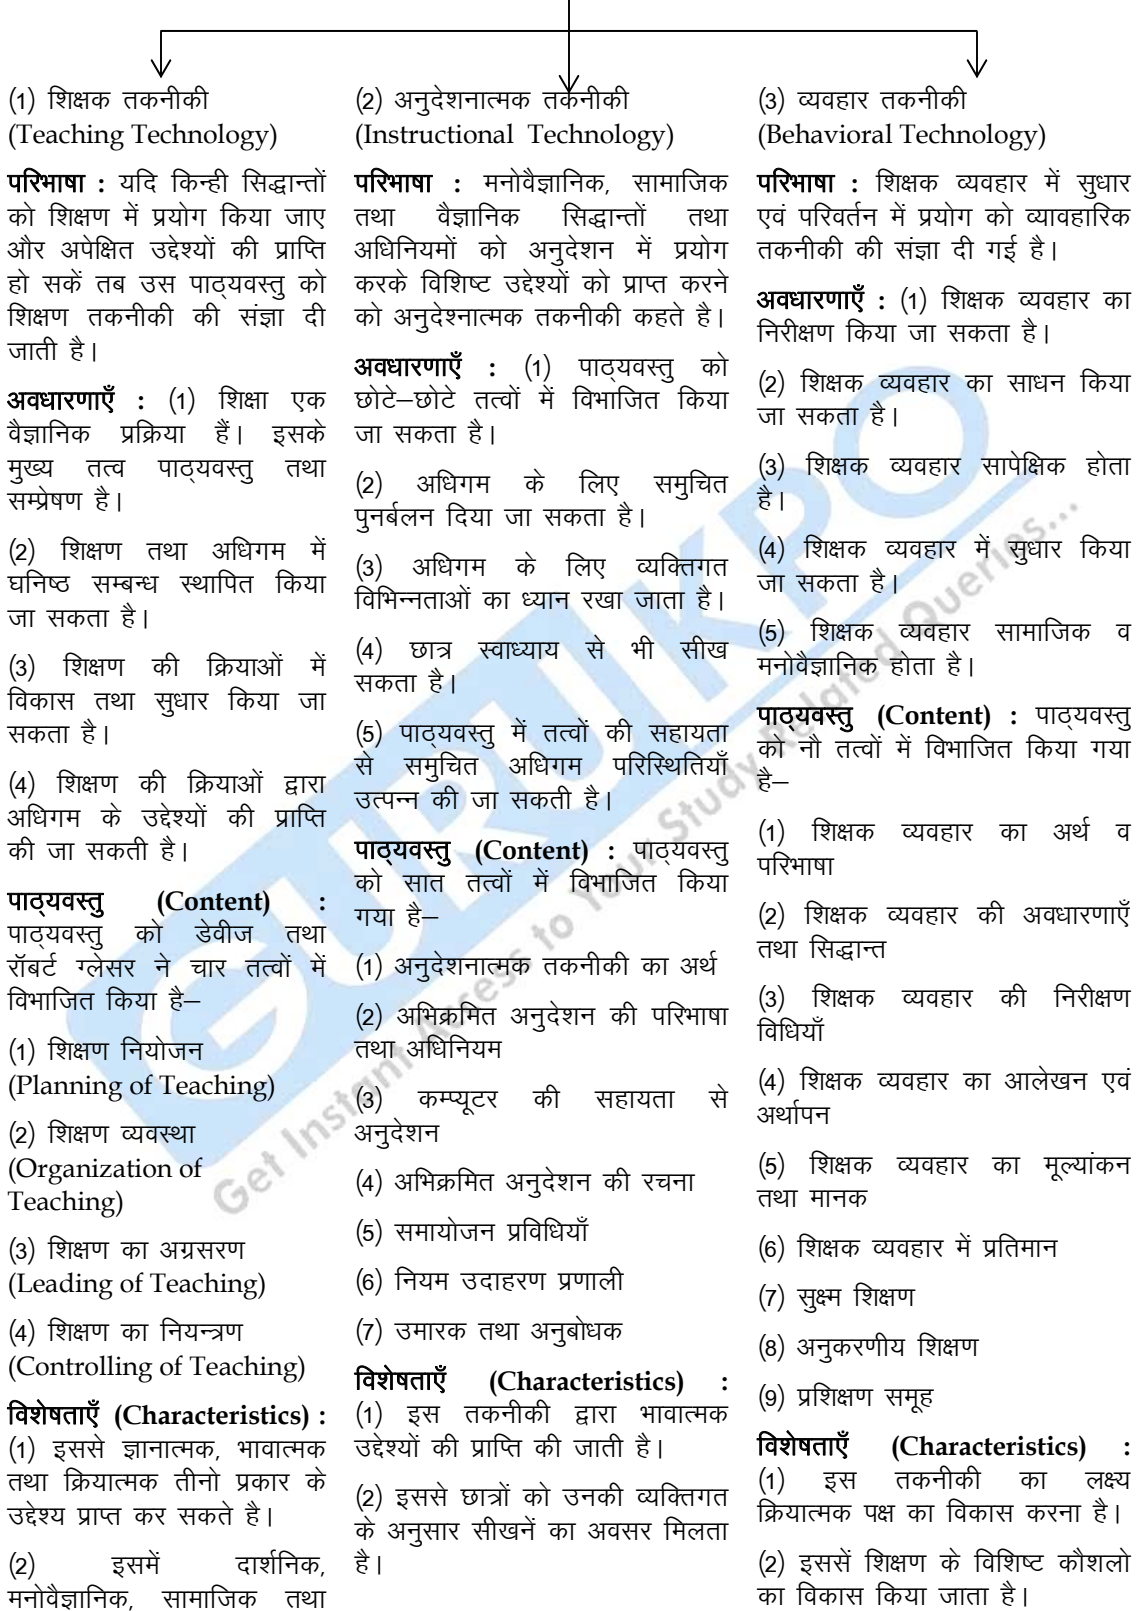 (1) शिक्षक तकनीकी
(Teaching Technology)
परिभाषा : यदि किन्ही सिद्धान्तों
को शिक्षण में प्रयोग किया जाए
और अपेक्षित उद्देश्यों की प्राप्ति
हो सकें तब उस पाठ्यवस्तु को
शिक्षण तकनीकी की संज्ञा दी
जाती है।
अवधारणाएँ : (1) शिक्षा एक
वैज्ञानिक प्रक्रिया हैं। इसके
मुख्य तत्व पाठ्यवस्तु तथा
सम्प्रेषण है।
(2) शिक्षण तथा अधिगम में
घनिष्ठ सम्बन्ध स्थापित किया
जा सकता है।
(3) शिक्षण की क्रियाओं में
विकास तथा सुधार किया जा
सकता है।
(4) शिक्षण की क्रियाओं द्वारा
अधिगम के उद्देश्यों की प्राप्ति
की जा सकती है।
पाठ्यवस्तु (Content) :
पाठ्यवस्तु को डेवीज तथा
रॉबर्ट ग्लेसर ने चार तत्वों में
विभाजित किया है–
(1) शिक्षण नियोजन
(Planning of Teaching)
(2) शिक्षण व्यवस्था
(Organization of
Teaching)
(3) शिक्षण का अग्रसरण
(Leading of Teaching)
(4) शिक्षण का नियन्त्रण
(Controlling of Teaching)
विशेषताएँ (Characteristics) :
(1) इससे ज्ञानात्मक, भावात्मक
तथा क्रियात्मक तीनो प्रकार के
उद्देश्य प्राप्त कर सकते है।
(2) इसमें दार्शनिक,
मनोवैज्ञानिक, सामाजिक तथा
(2) अनुदेशनात्मक तकनीकी
(Instructional Technology)
परिभाषा : मनोवैज्ञानिक, सामाजिक
तथा वैज्ञानिक सिद्धान्तों तथा
अधिनियमों को अनुदेशन में प्रयोग
करके विशिष्ट उद्देश्यों को प्राप्त करने
को अनुदेश्नात्मक तकनीकी कहते है।
अवधारणाएँ : (1) पाठ्यवस्तु को
छोटे–छोटे तत्वों में विभाजित किया
जा सकता है।
(2) अधिगम के लिए समुचित
पुनर्बलन दिया जा सकता है।
(3) अधिगम के लिए व्यक्तिगत
विभिन्नताओं का ध्यान रखा जाता है।
(4) छात्र स्वाध्याय से भी सीख
सकता है।
(5) पाठ्यवस्तु में तत्वों की सहायता
से समुचित अधिगम परिस्थितियाँ
उत्पन्न की जा सकती है।
पाठ्यवस्तु (Content) : पाठ्यवस्तु
को सात तत्वों में विभाजित किया
गया है–
(1) अनुदेशनात्मक तकनीकी का अर्थ
(2) अभिक्रमित अनुदेशन की परिभाषा
तथा अधिनियम
(3) कम्प्यूटर की सहायता से
अनुदेशन
(4) अभिक्रमित अनुदेशन की रचना
(5) समायोजन प्रविधियाँ
(6) नियम उदाहरण प्रणाली
(7) उमारक तथा अनुबोधक
विशेषताएँ (Characteristics) :
(1) इस तकनीकी द्वारा भावात्मक
उद्देश्यों की प्राप्ति की जाती है।
(2) इससे छात्रों को उनकी व्यक्तिगत
के अनुसार सीखनें का अवसर मिलता
है।
(3) व्यवहार तकनीकी
(Behavioral Technology)
परिभाषा : शिक्षक व्यवहार में सुधार
एवं परिवर्तन में प्रयोग को व्यावहारिक
तकनीकी की संज्ञा दी गई है।
अवधारणाएँ : (1) शिक्षक व्यवहार का
निरीक्षण किया जा सकता है।
(2) शिक्षक व्यवहार का साधन किया
जा सकता है।
(3) शिक्षक व्यवहार सापेक्षिक होता
है।
(4) शिक्षक व्यवहार में सुधार किया
जा सकता है।
(5) शिक्षक व्यवहार सामाजिक व
मनोवैज्ञानिक होता है।
पाठ्यवस्तु (Content) : पाठ्यवस्तु
को नौ तत्वों में विभाजित किया गया
है–
(1) शिक्षक व्यवहार का अर्थ व
परिभाषा
(2) शिक्षक व्यवहार की अवधारणाएँ
तथा सिद्धान्त
(3) शिक्षक व्यवहार की निरीक्षण
विधियाँ
(4) शिक्षक व्यवहार का आलेखन एवं
अर्थापन
(5) शिक्षक व्यवहार का मूल्यांकन
तथा मानक
(6) शिक्षक व्यवहार में प्रतिमान
(7) सुक्ष्म शिक्षण
(8) अनुकरणीय शिक्षण
(9) प्रशिक्षण समूह
विशेषताएँ (Characteristics) :
(1) इस तकनीकी का लक्ष्य
क्रियात्मक पक्ष का विकास करना है।
(2) इससें शिक्षण के विशिष्ट कौशलो
का विकास किया जाता है।
GURUKPO
Get Instant Access to Your Study Related Queries...